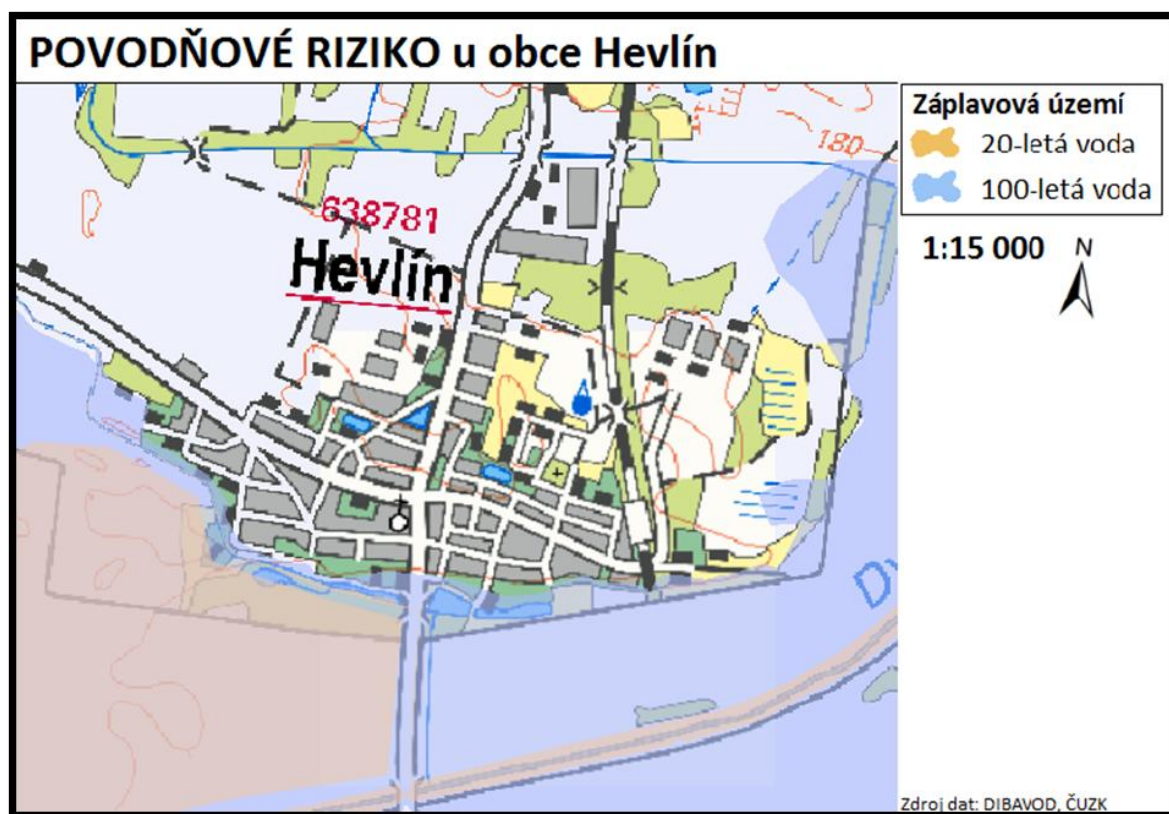 POVODŇOVÉ RIZIKO u obce Hevlín
Záplavová území
20-letá voda
100-letá voda
1:15 000
N
180
638781
Hevlín
Dy
Zdroj dat: DIBAVOD, ČUZK